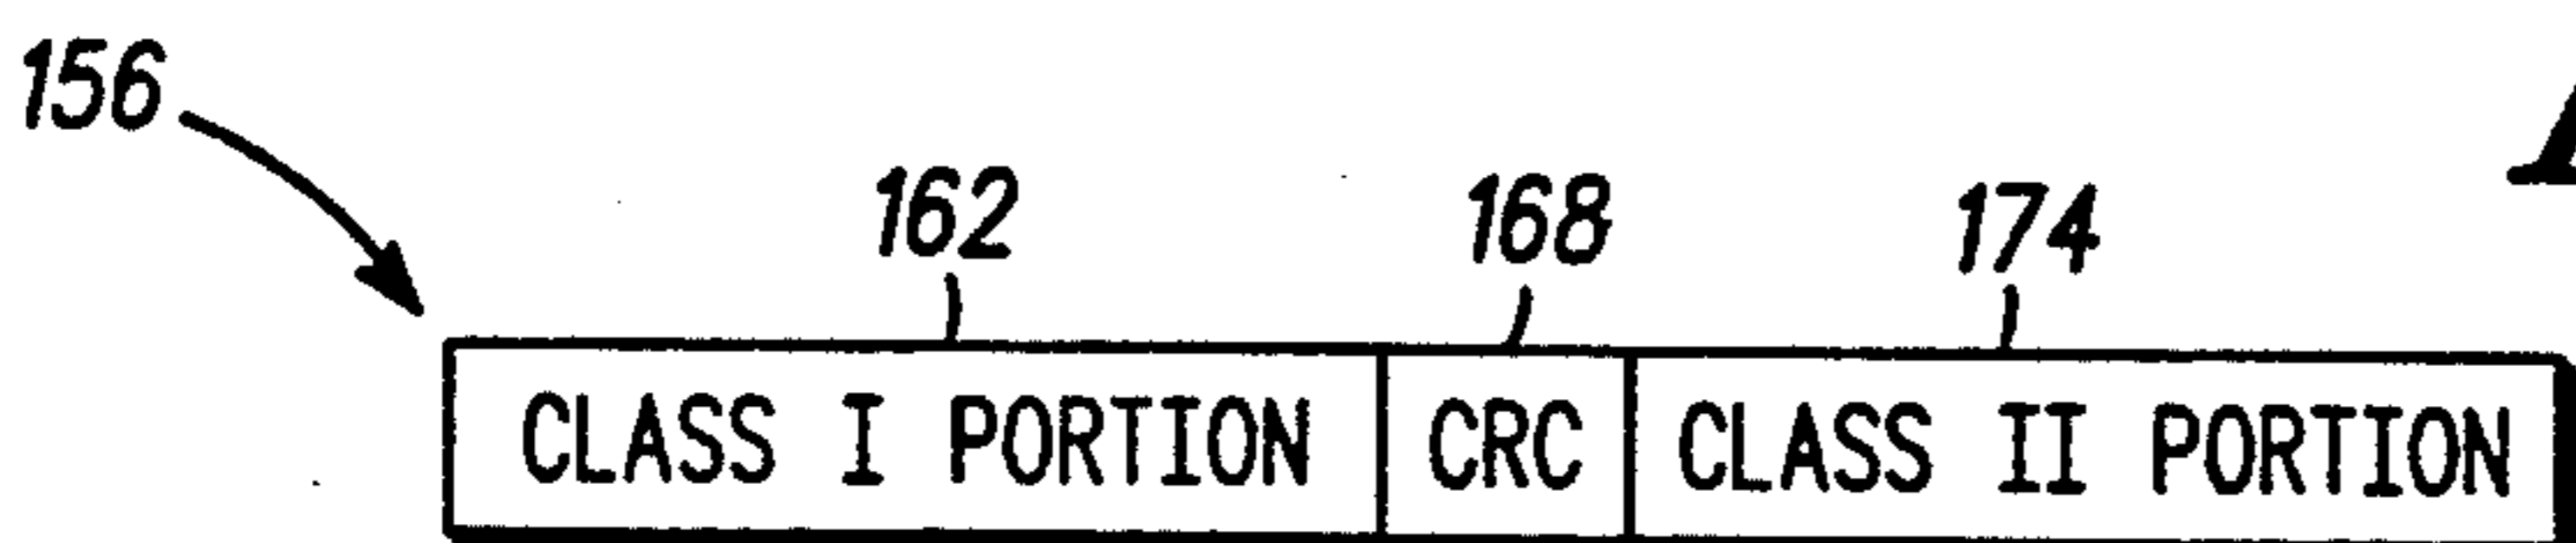 156
162 168 174
CLASS I PORTION CRC CLASS II PORTION